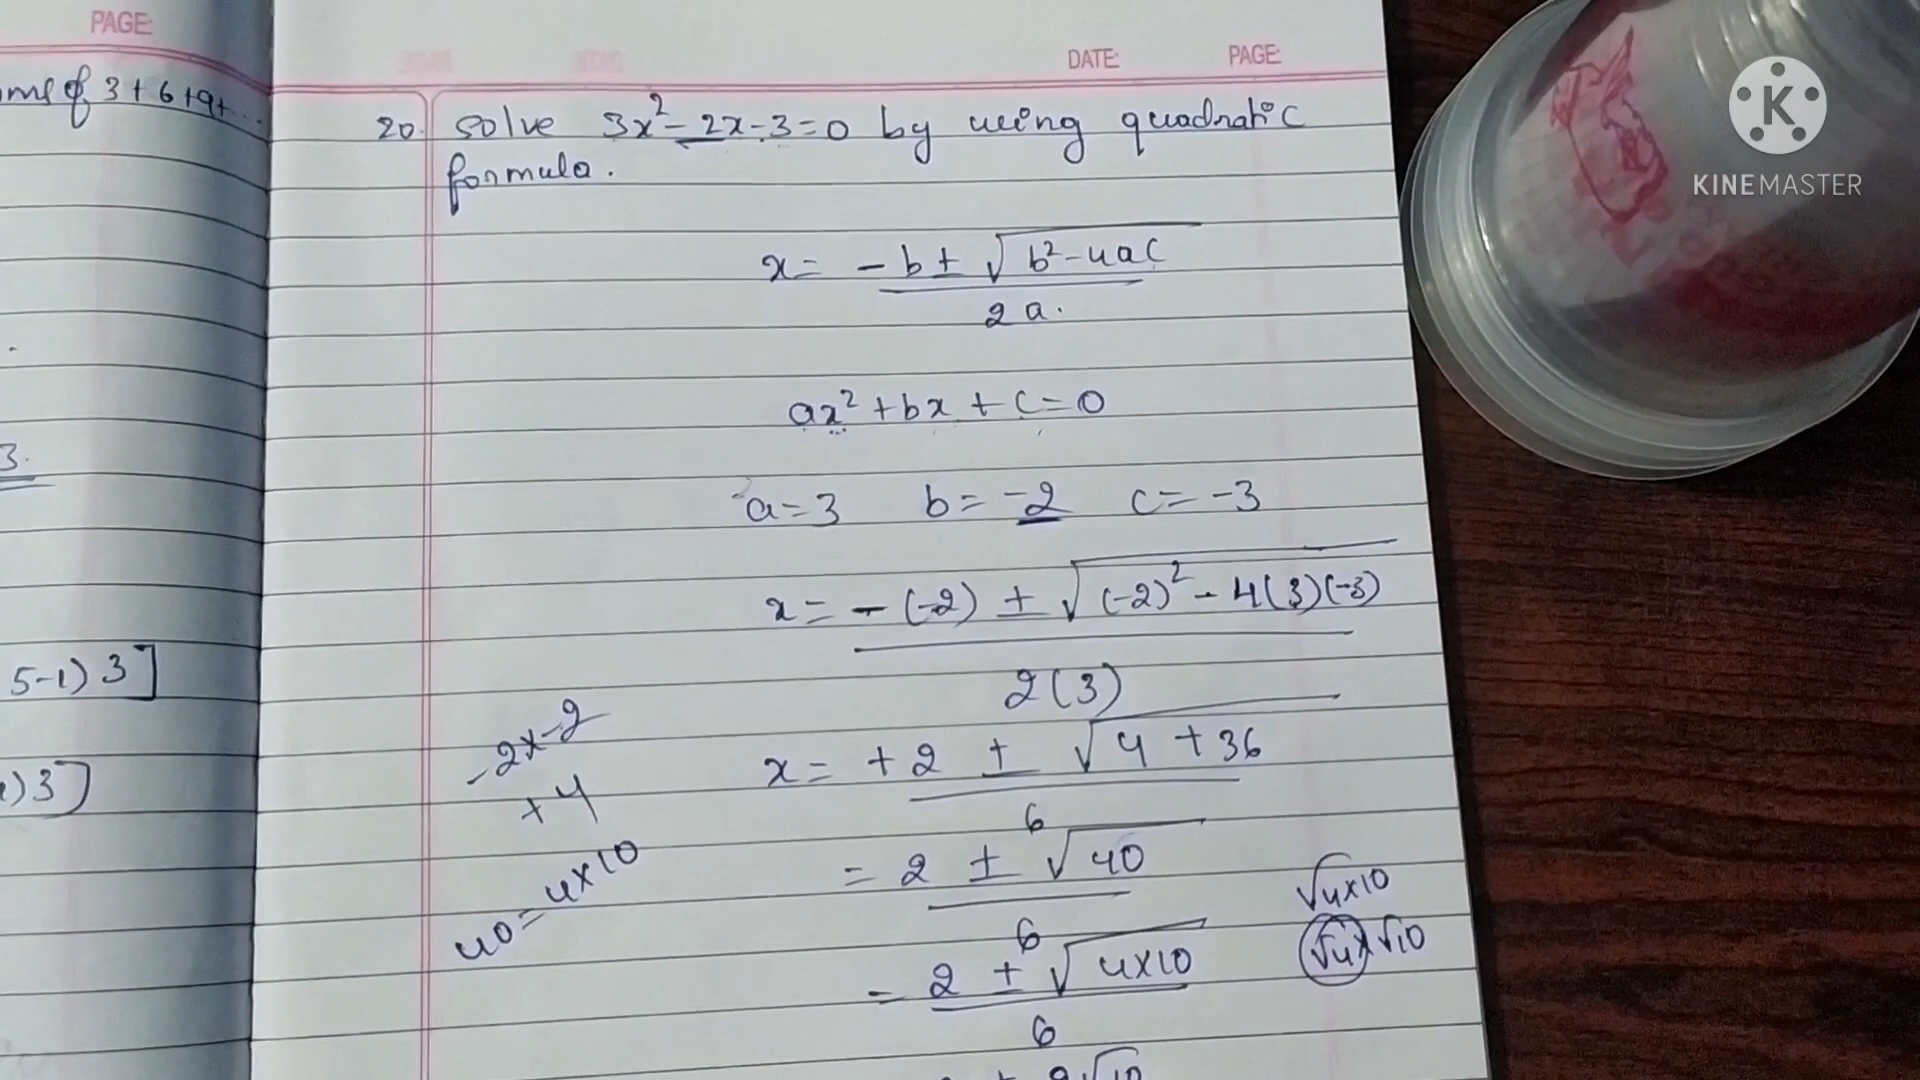 PAGE:
3+6+9+...
3.
5-1)3]
)3]
DATE: PAGE:
20. solve 3x²-2x-3=0 by using quadratic
formula.
x = -b ± √b²-4ac
2a.
ax²+bx+c=0
a=3 b=-2 c=-3
x= -(-2) ± √(-2)²-4(3)(-3)
2(3)
x= +2 ± √4+36
6
= 2 ± √40
6
= 2 ± √4×10
6
2√10
-2×-2
+4
40=4×10
√4×10
√4×√10
K
KINEMASTER